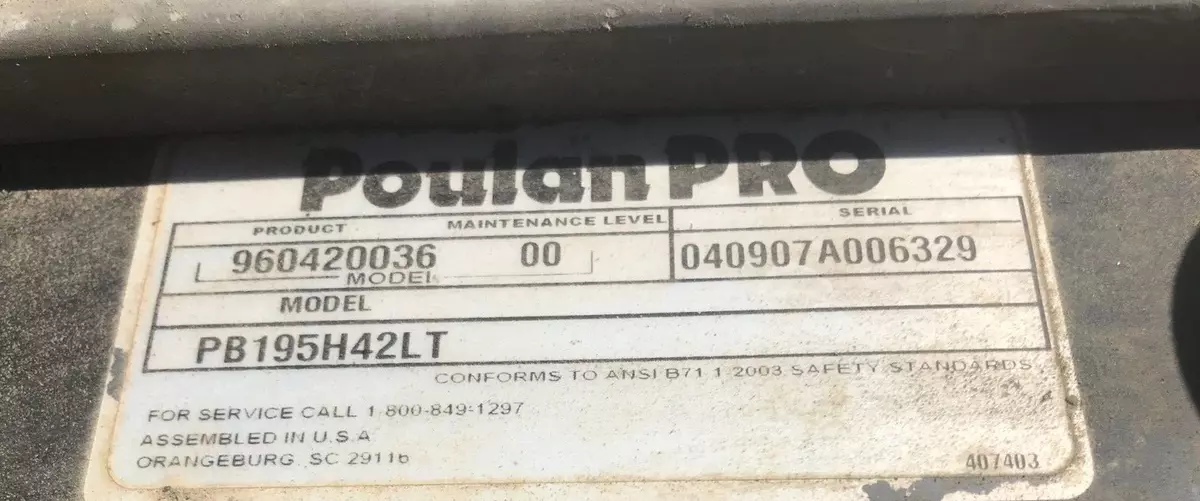 Poulan PRO
PRODUCT MAINTENANCE LEVEL SERIAL
960420036 00 040907A006329
MODEL
MODEL
PB195H42LT
CONFORMS TO ANSI B71 1-2003 SAFETY STANDARDS
FOR SERVICE CALL 1-800-849-1297
ASSEMBLED IN U.S.A
ORANGEBURG, SC 29116
407403